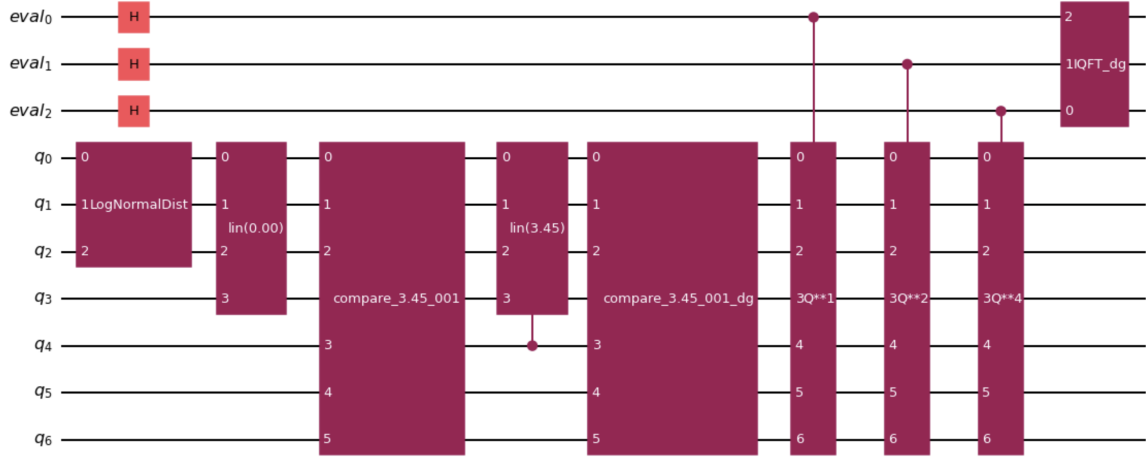 eval₀ H 2
eval₁ H 1IQFT_dg
eval₂ H 0
q₀ 0 0 0 0 0 0 0 0
q₁ 1LogNormalDist 1 1 1 1 1 1 1
lin(0.00) lin(3.45)
q₂ 2 2 2 2 2 2 2 2
q₃ 3 compare_3.45_001 3 compare_3.45_001_dg 3Q**1 3Q**2 3Q**4
q₄ 3 3 4 4 4
q₅ 4 4 5 5 5
q₆ 5 5 6 6 6